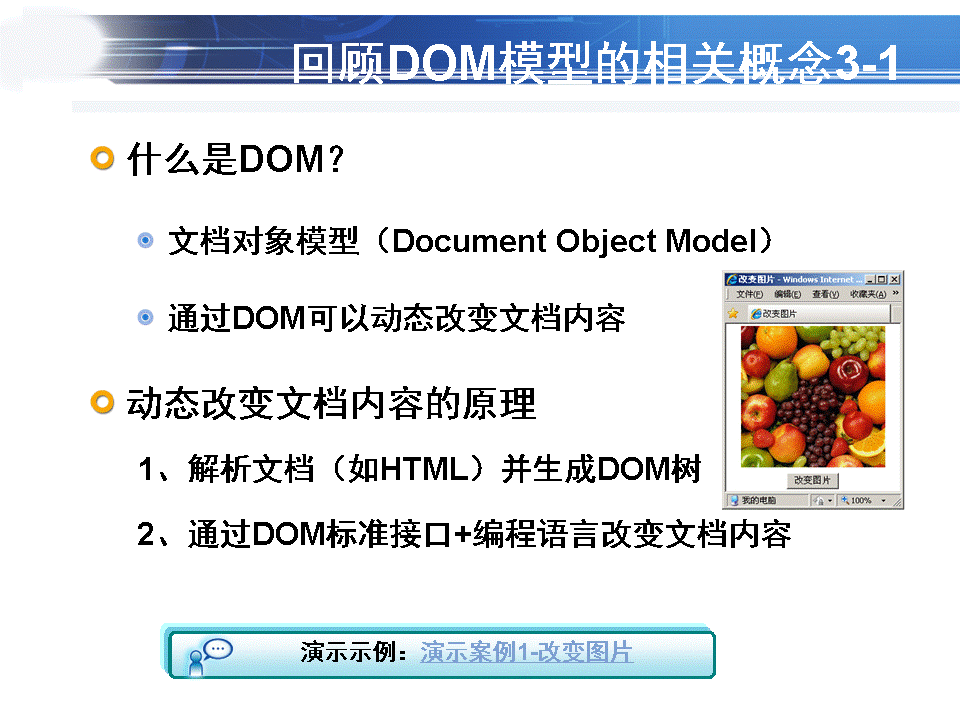 回顾DOM模型的相关概念3-1
什么是DOM？
文档对象模型（Document Object Model）
通过DOM可以动态改变文档内容
改变图片 - Windows Internet ...
文件(F) 编辑(E) 查看(V) 收藏夹(A) »
改变图片
动态改变文档内容的原理
1、解析文档（如HTML）并生成DOM树
改变图片
我的电脑 100%
2、通过DOM标准接口+编程语言改变文档内容
演示示例：演示案例1-改变图片